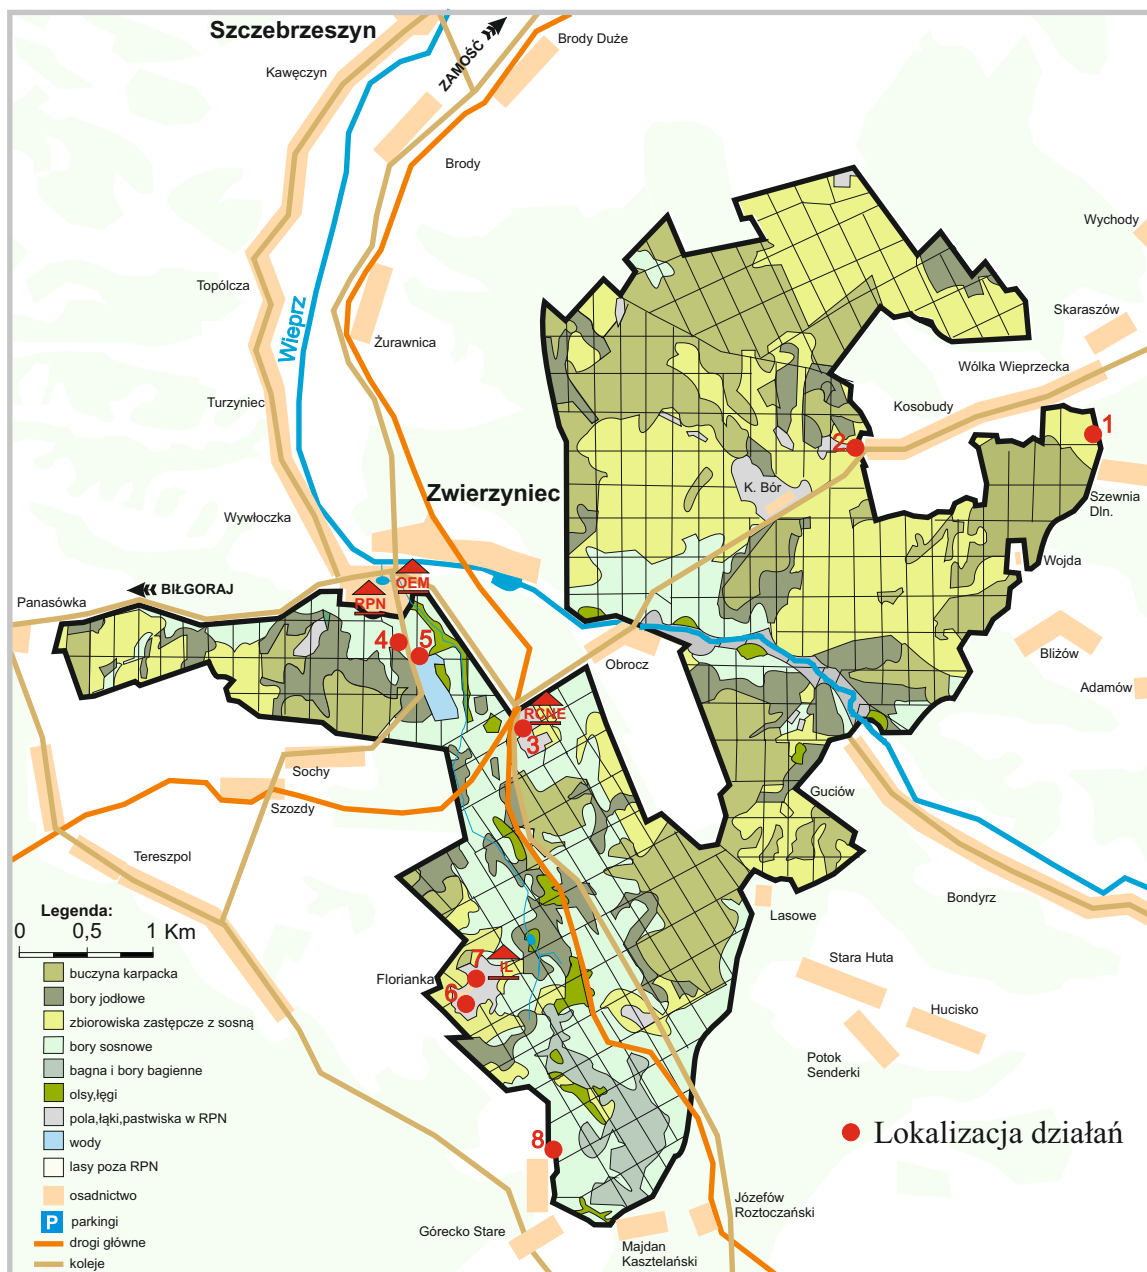 Szczebrzeszyn
Brody Duże
Kawęczyn
ZAMOŚĆ
Brody
Wychody
Topólcza
Wieprz
Skaraszów
Żurawnica
Wólka Wieprzecka
Turzyniec
Kosobudy
1
2
Zwierzyniec
K. Bór
Szewnia
Dln.
Wywłoczka
Wojda
OEM
BIŁGORAJ
RPN
Panasówka
4
5
Obrocz
Bliżów
Adamów
RCNE
3
Sochy
Szozdy
Guciów
Tereszpol
Bondyrz
Lasowe
Legenda:
0 0,5 1 Km
buczyna karpacka
bory jodłowe
zbiorowiska zastępcze z sosną
bory sosnowe
bagna i bory bagienne
olsy,łęgi
pola,łąki,pastwiska w RPN
wody
lasy poza RPN
osadnictwo
P parkingi
drogi główne
koleje
Florianka
7
IŁ
6
Stara Huta
Hucisko
Potok
Senderki
8
Lokalizacja działań
Górecko Stare
Majdan
Kasztelański
Józefów
Roztoczański